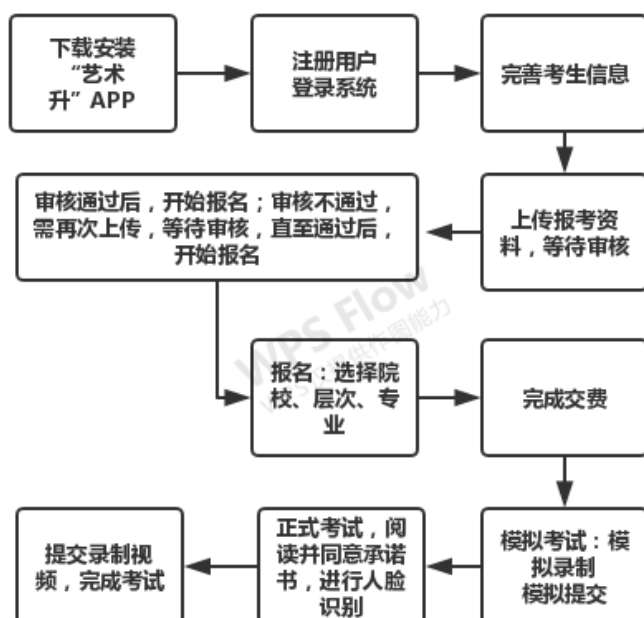 下载安装
“艺术
升”APP
注册用户
登录系统
完善考生信息
上传报考资
料，等待审核
审核通过后，开始报名；审核不通过，
需再次上传，等待审核，直至通过后，
开始报名
报名：选择院
校、层次、专
业
完成交费
模拟考试：模
拟录制
模拟提交
正式考试，阅
读并同意承诺
书，进行人脸
识别
提交录制视
频，完成考试
WPS Flow